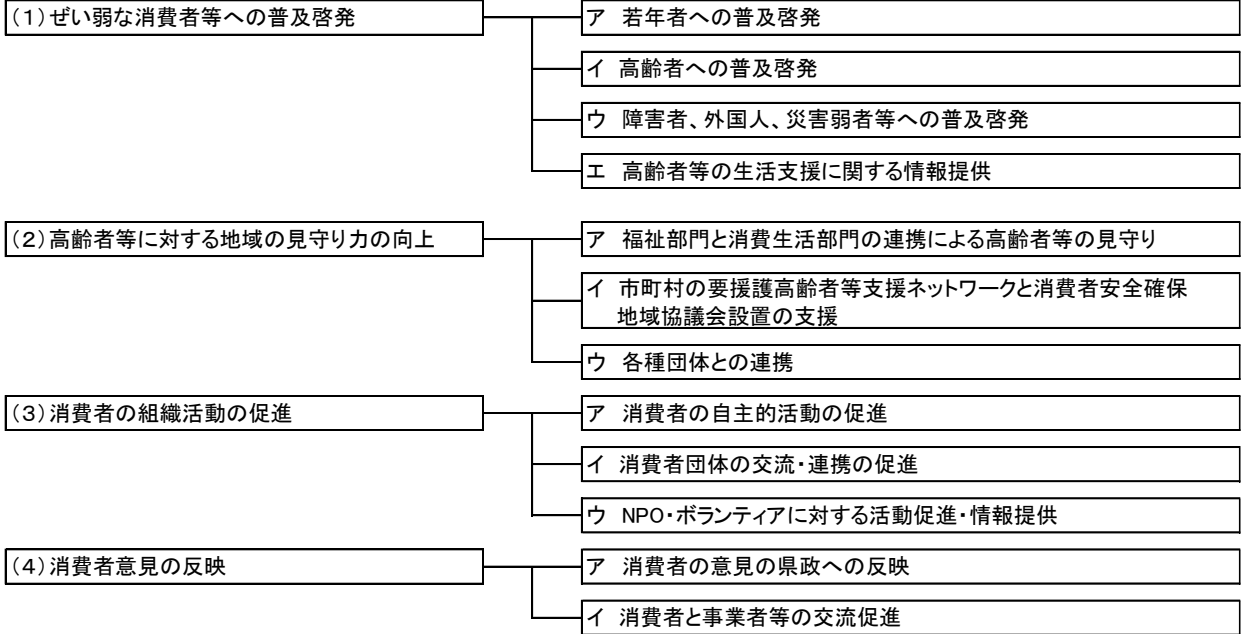 (1)ぜい弱な消費者等への普及啓発
ア 若年者への普及啓発
イ 高齢者への普及啓発
ウ 障害者、外国人、災害弱者等への普及啓発
エ 高齢者等の生活支援に関する情報提供
(2)高齢者等に対する地域の見守り力の向上
ア 福祉部門と消費生活部門の連携による高齢者等の見守り
イ 市町村の要援護高齢者等支援ネットワークと消費者安全確保
地域協議会設置の支援
ウ 各種団体との連携
(3)消費者の組織活動の促進
ア 消費者の自主的活動の促進
イ 消費者団体の交流・連携の促進
ウ NPO・ボランティアに対する活動促進・情報提供
(4)消費者意見の反映
ア 消費者の意見の県政への反映
イ 消費者と事業者等の交流促進